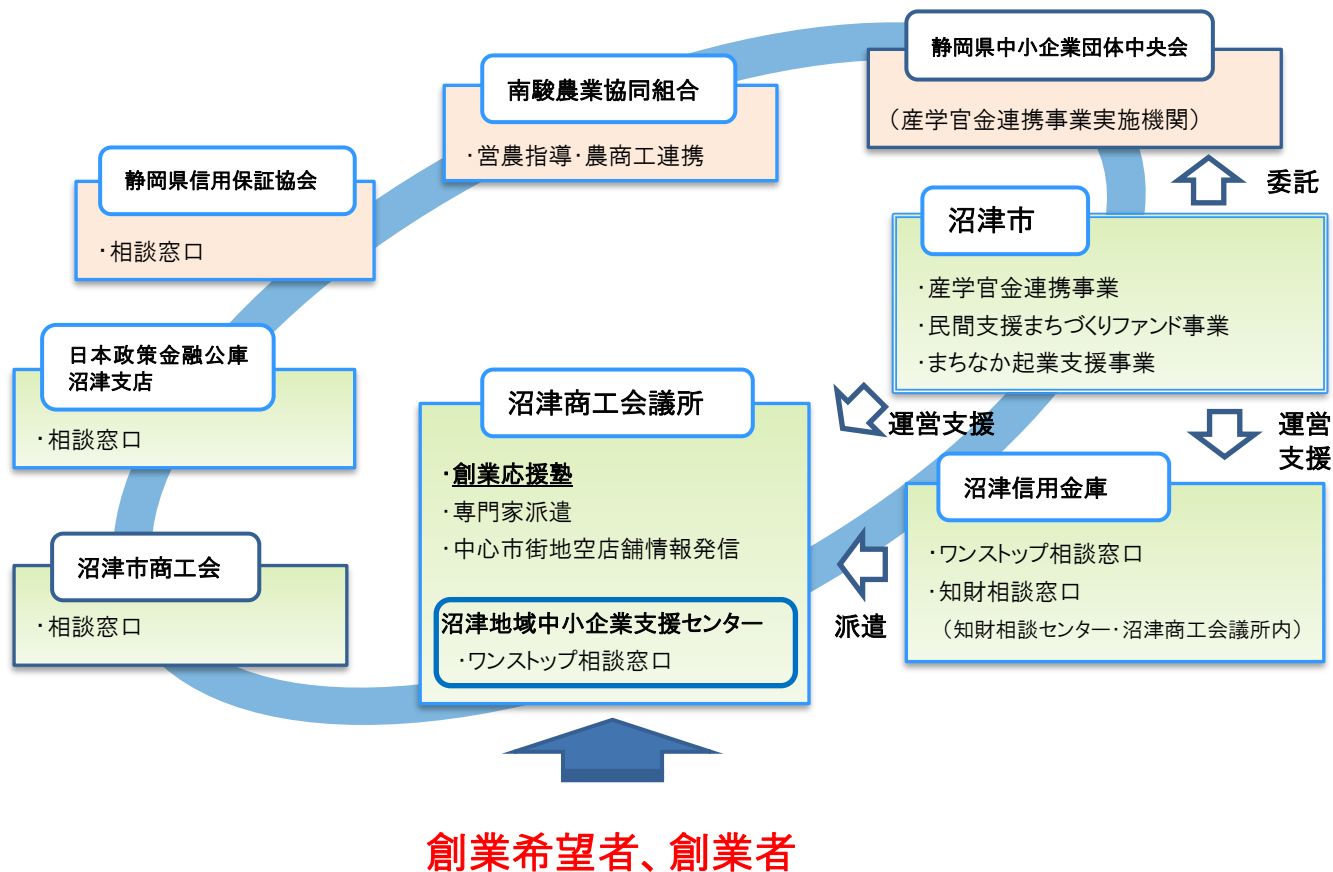 静岡県中小企業団体中央会
（産学官金連携事業実施機関）
南駿農業協同組合
・営農指導・農商工連携
静岡県信用保証協会
・相談窓口
委託
沼津市
・産学官金連携事業
・民間支援まちづくりファンド事業
・まちなか起業支援事業
日本政策金融公庫
沼津支店
・相談窓口
沼津商工会議所
・創業応援塾
・専門家派遣
・中心市街地空店舗情報発信
沼津地域中小企業支援センター
・ワンストップ相談窓口
運営支援
運営
支援
沼津信用金庫
・ワンストップ相談窓口
・知財相談窓口
（知財相談センター・沼津商工会議所内）
派遣
沼津市商工会
・相談窓口
創業希望者、創業者